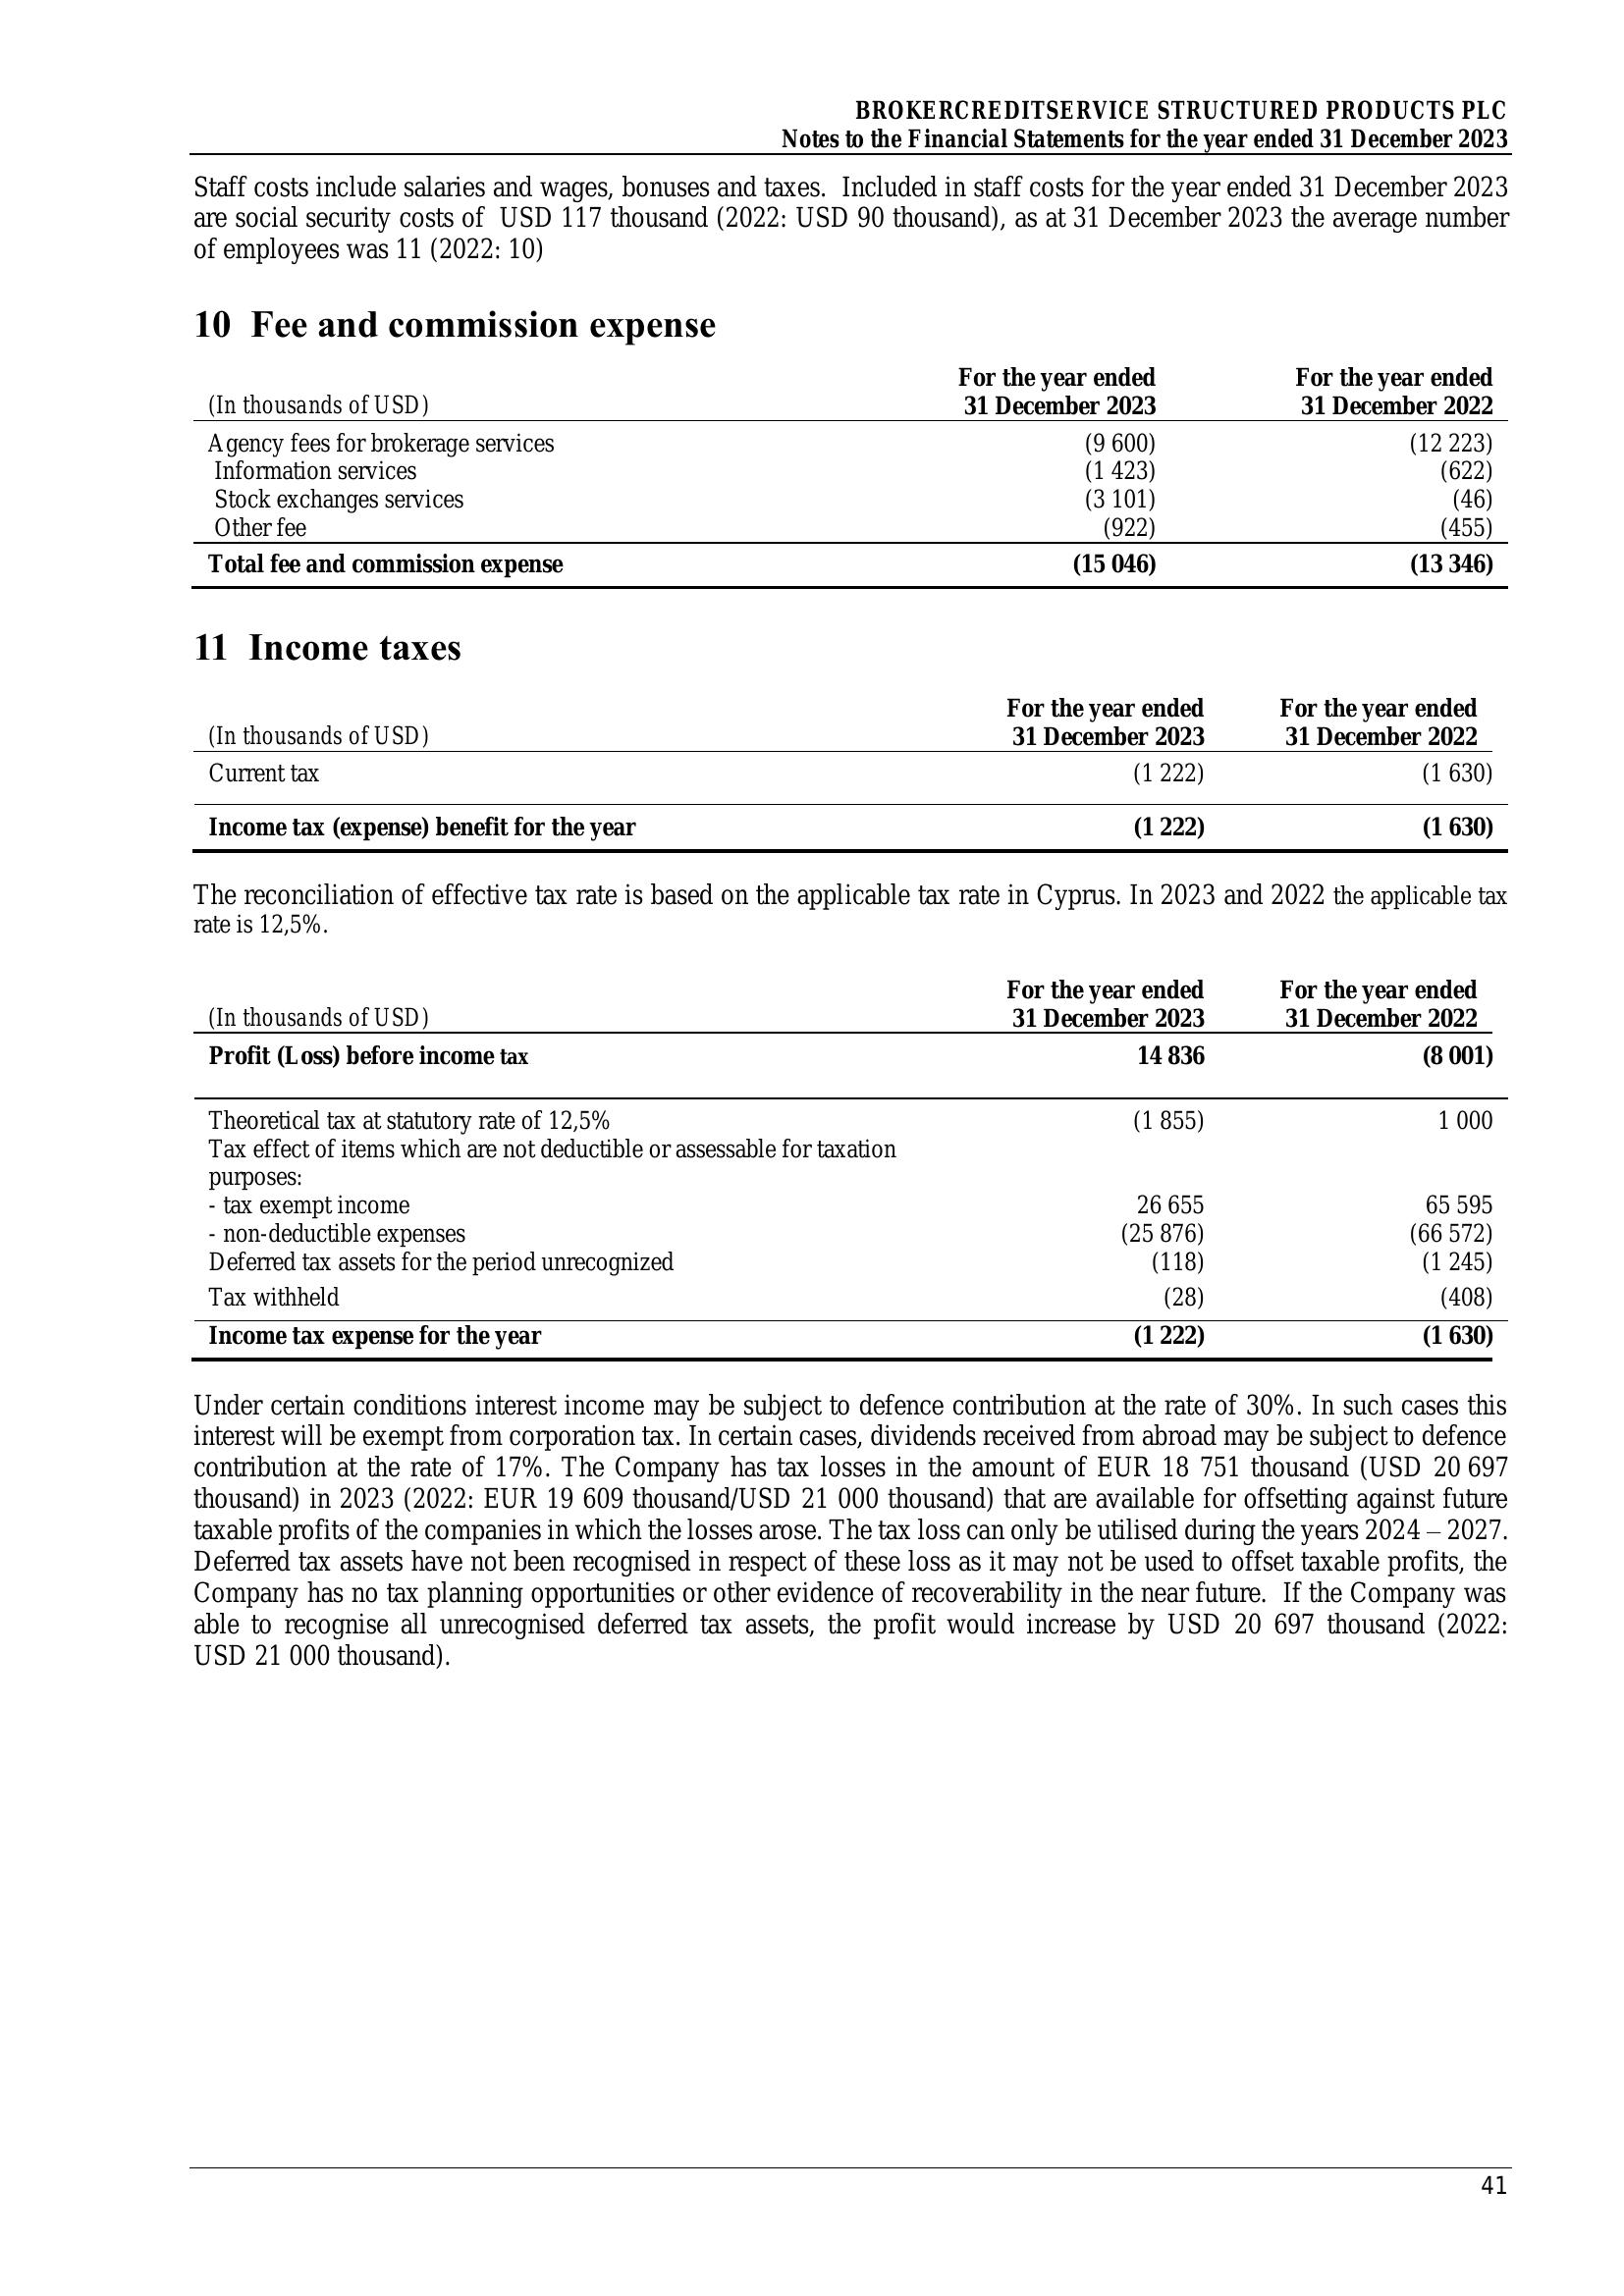 BROKERCREDITSERVICE STRUCTURED PRODUCTS PLC
Notes to the Financial Statements for the year ended 31 December 2023
Staff costs include salaries and wages, bonuses and taxes. Included in staff costs for the year ended 31 December 2023
are social security costs of USD 117 thousand (2022: USD 90 thousand), as at 31 December 2023 the average number
of employees was 11 (2022: 10)
10 Fee and commission expense
For the year ended For the year ended
(In thousands of USD) 31 December 2023 31 December 2022
Agency fees for brokerage services (9 600) (12 223)
Information services (1 423) (622)
Stock exchanges services (3 101) (46)
Other fee (922) (455)
Total fee and commission expense (15 046) (13 346)
11 Income taxes
For the year ended For the year ended
(In thousands of USD) 31 December 2023 31 December 2022
Current tax (1 222) (1 630)
Income tax (expense) benefit for the year (1 222) (1 630)
The reconciliation of effective tax rate is based on the applicable tax rate in Cyprus. In 2023 and 2022 the applicable tax
rate is 12,5%.
For the year ended For the year ended
(In thousands of USD) 31 December 2023 31 December 2022
Profit (Loss) before income tax 14 836 (8 001)
Theoretical tax at statutory rate of 12,5% (1 855) 1 000
Tax effect of items which are not deductible or assessable for taxation
purposes:
- tax exempt income 26 655 65 595
- non-deductible expenses (25 876) (66 572)
Deferred tax assets for the period unrecognized (118) (1 245)
Tax withheld (28) (408)
Income tax expense for the year (1 222) (1 630)
Under certain conditions interest income may be subject to defence contribution at the rate of 30%. In such cases this
interest will be exempt from corporation tax. In certain cases, dividends received from abroad may be subject to defence
contribution at the rate of 17%. The Company has tax losses in the amount of EUR 18 751 thousand (USD 20 697
thousand) in 2023 (2022: EUR 19 609 thousand/USD 21 000 thousand) that are available for offsetting against future
taxable profits of the companies in which the losses arose. The tax loss can only be utilised during the years 2024 – 2027.
Deferred tax assets have not been recognised in respect of these loss as it may not be used to offset taxable profits, the
Company has no tax planning opportunities or other evidence of recoverability in the near future. If the Company was
able to recognise all unrecognised deferred tax assets, the profit would increase by USD 20 697 thousand (2022:
USD 21 000 thousand).
41